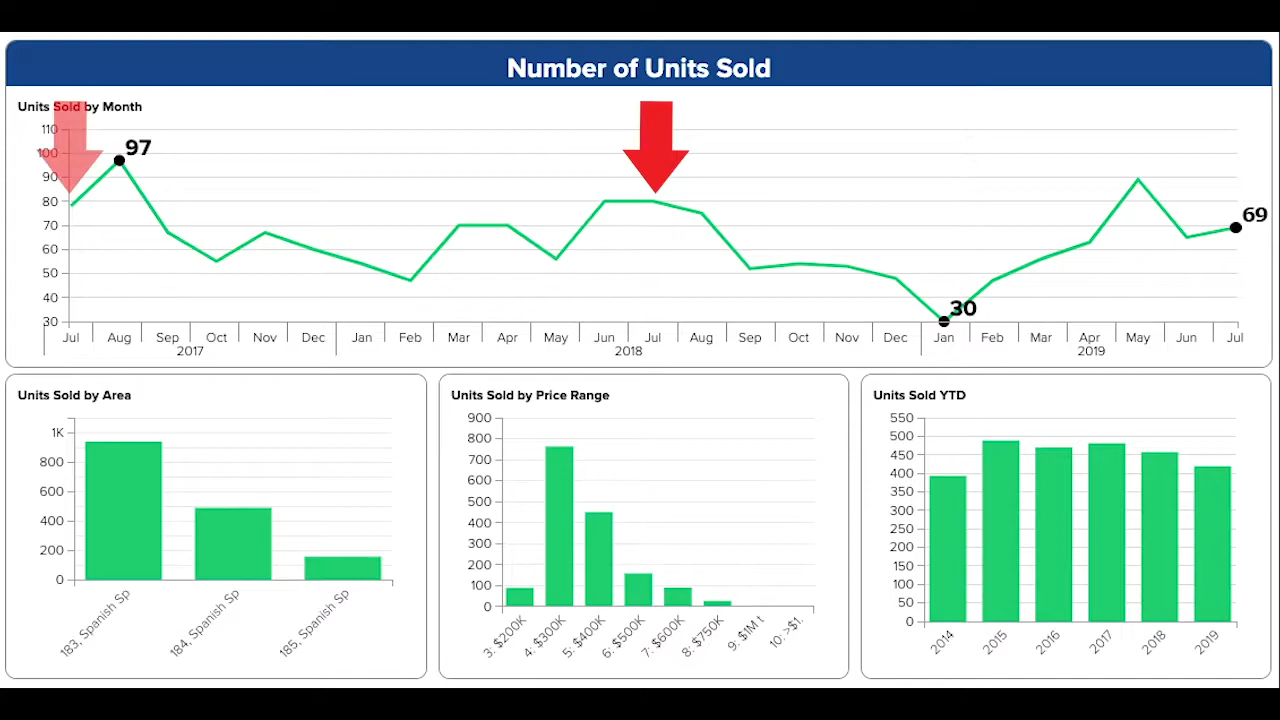 Number of Units Sold
Units Sold by Month
110
100
90
80
70
60
50
40
30
97
30
69
Jul Aug Sep Oct Nov Dec Jan Feb Mar Apr May Jun Jul Aug Sep Oct Nov Dec Jan Feb Mar Apr May Jun Jul
2017 2018 2019
Units Sold by Area
1K
800
600
400
200
0
183, Spanish Sp
184, Spanish Sp
185, Spanish Sp
Units Sold by Price Range
900
800
700
600
500
400
300
200
100
0
3: $200K
4: $300K
5: $400K
6: $500K
7: $600K
8: $750K
9: $1M t
10: >$1.
Units Sold YTD
550
500
450
400
350
300
250
200
150
100
50
0
2014
2015
2016
2017
2018
2019